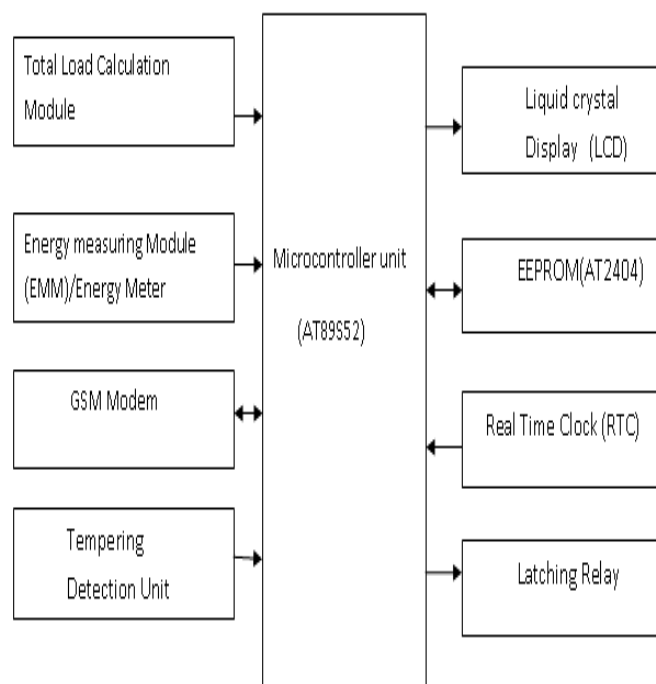 Total Load Calculation
Module
Energy measuring Module
(EMM)/Energy Meter
GSM Modem
Tempering
Detection Unit
Microcontroller unit
(AT89S52)
Liquid crystal
Display (LCD)
EEPROM(AT2404)
Real Time Clock (RTC)
Latching Relay